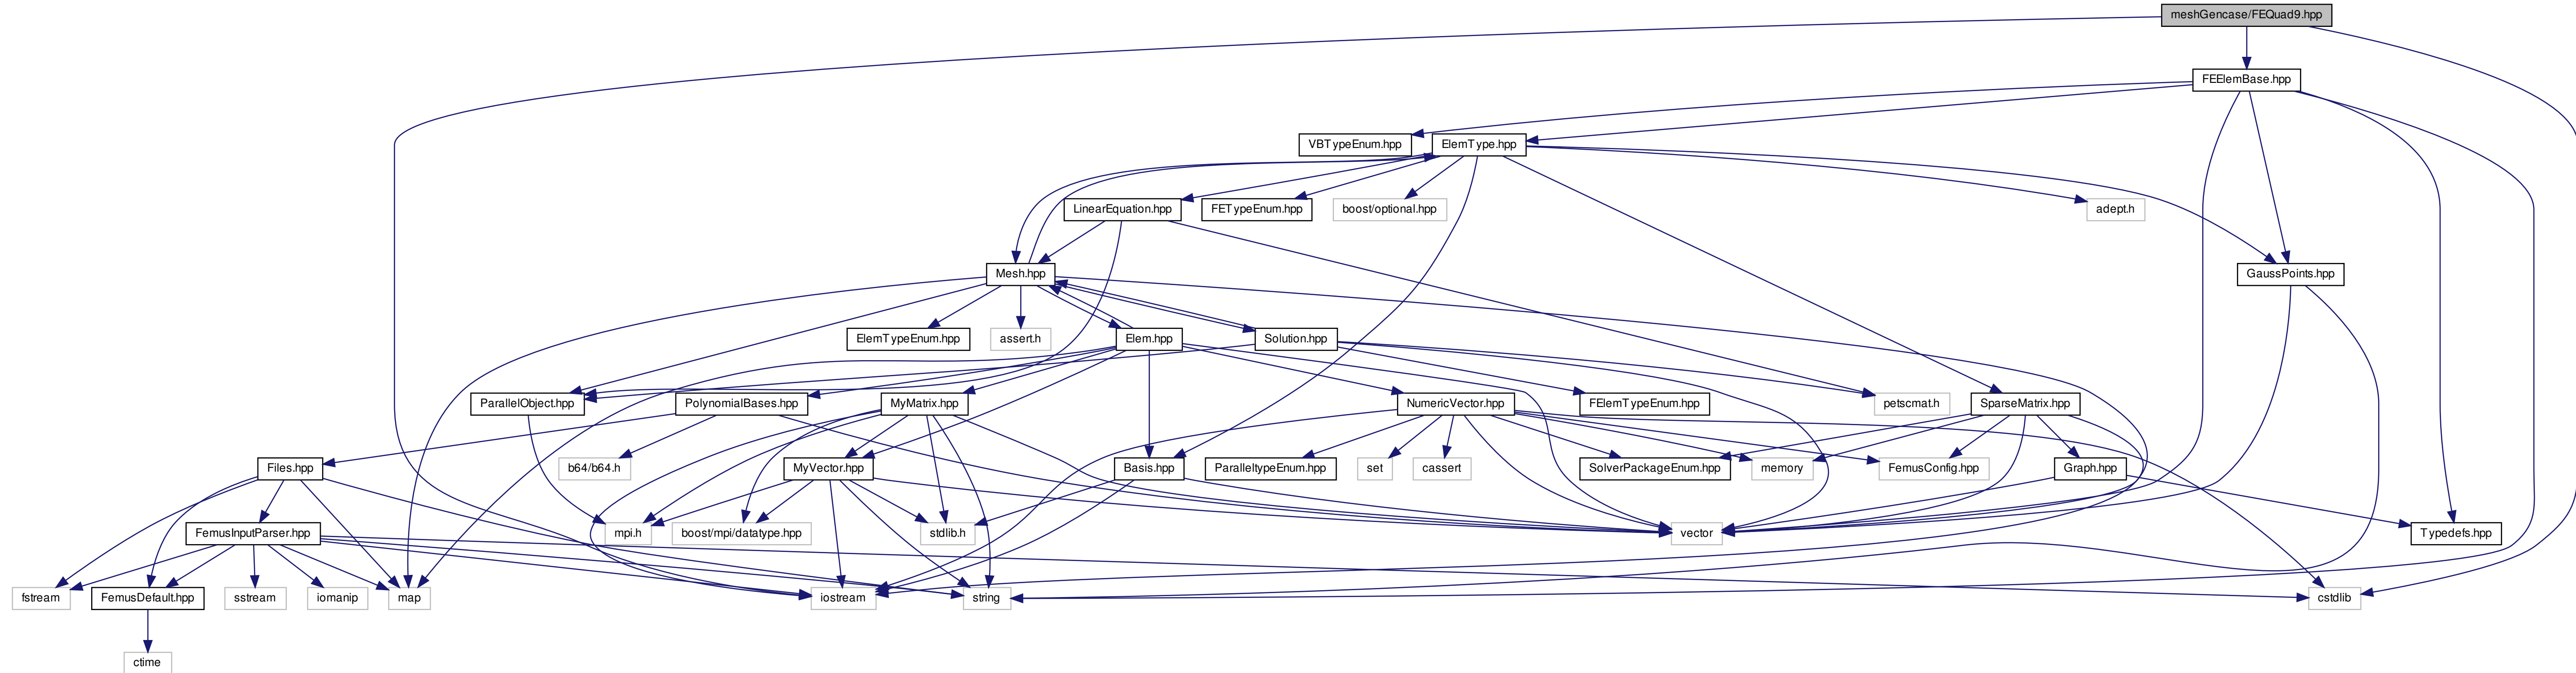 meshGencase/FEQuad9.hpp
FEElemBase.hpp
VBTypeEnum.hpp
ElemType.hpp
LinearEquation.hpp
FETypeEnum.hpp
boost/optional.hpp
adept.h
Mesh.hpp
GaussPoints.hpp
ElemTypeEnum.hpp
assert.h
Elem.hpp
Solution.hpp
ParallelObject.hpp
PolynomialBases.hpp
MyMatrix.hpp
NumericVector.hpp
FElemTypeEnum.hpp
petscmat.h
SparseMatrix.hpp
Files.hpp
b64/b64.h
MyVector.hpp
Basis.hpp
ParalleltypeEnum.hpp
set
cassert
SolverPackageEnum.hpp
memory
FemusConfig.hpp
Graph.hpp
FemusInputParser.hpp
mpi.h
boost/mpi/datatype.hpp
stdlib.h
vector
Typedefs.hpp
fstream
FemusDefault.hpp
sstream
iomanip
map
iostream
string
cstdlib
ctime